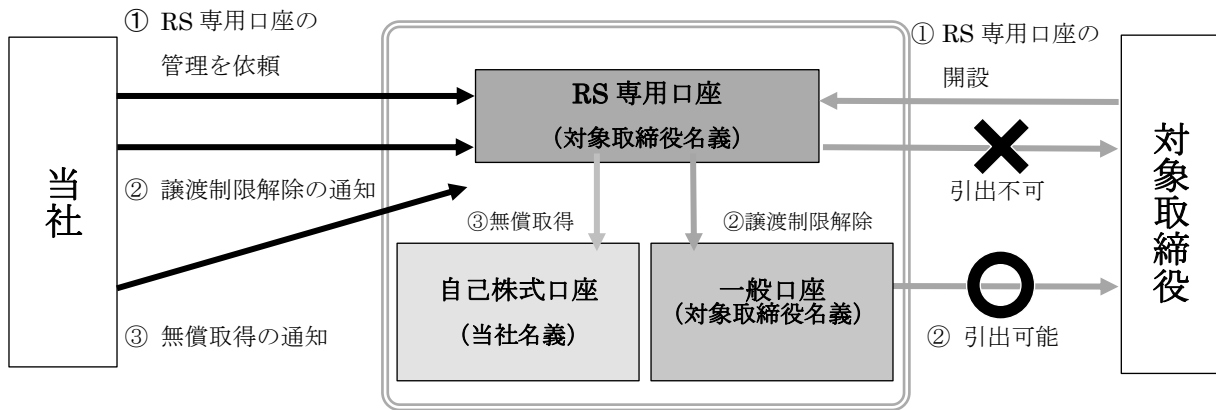 ① RS 専用口座の
管理を依頼
当社
② 譲渡制限解除の通知
③ 無償取得の通知
RS 専用口座
(対象取締役名義)
③無償取得
②譲渡制限解除
自己株式口座
(当社名義)
一般口座
(対象取締役名義)
① RS 専用口座の
開設
引出不可
② 引出可能
対象取締役